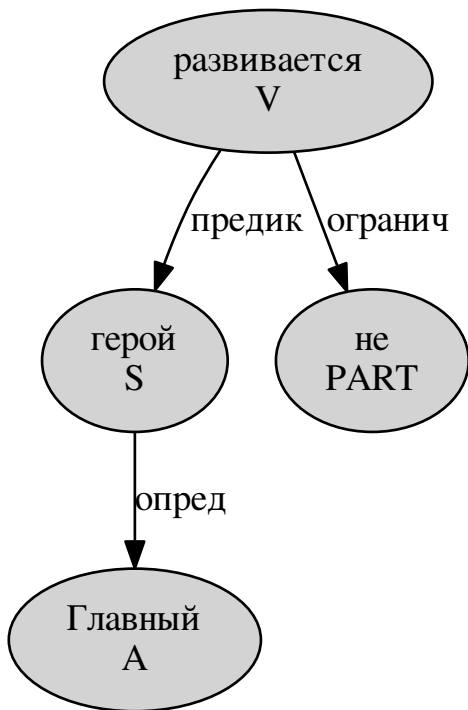 развивается
V
предик
огранич
герой
S
не
PART
опред
Главный
A